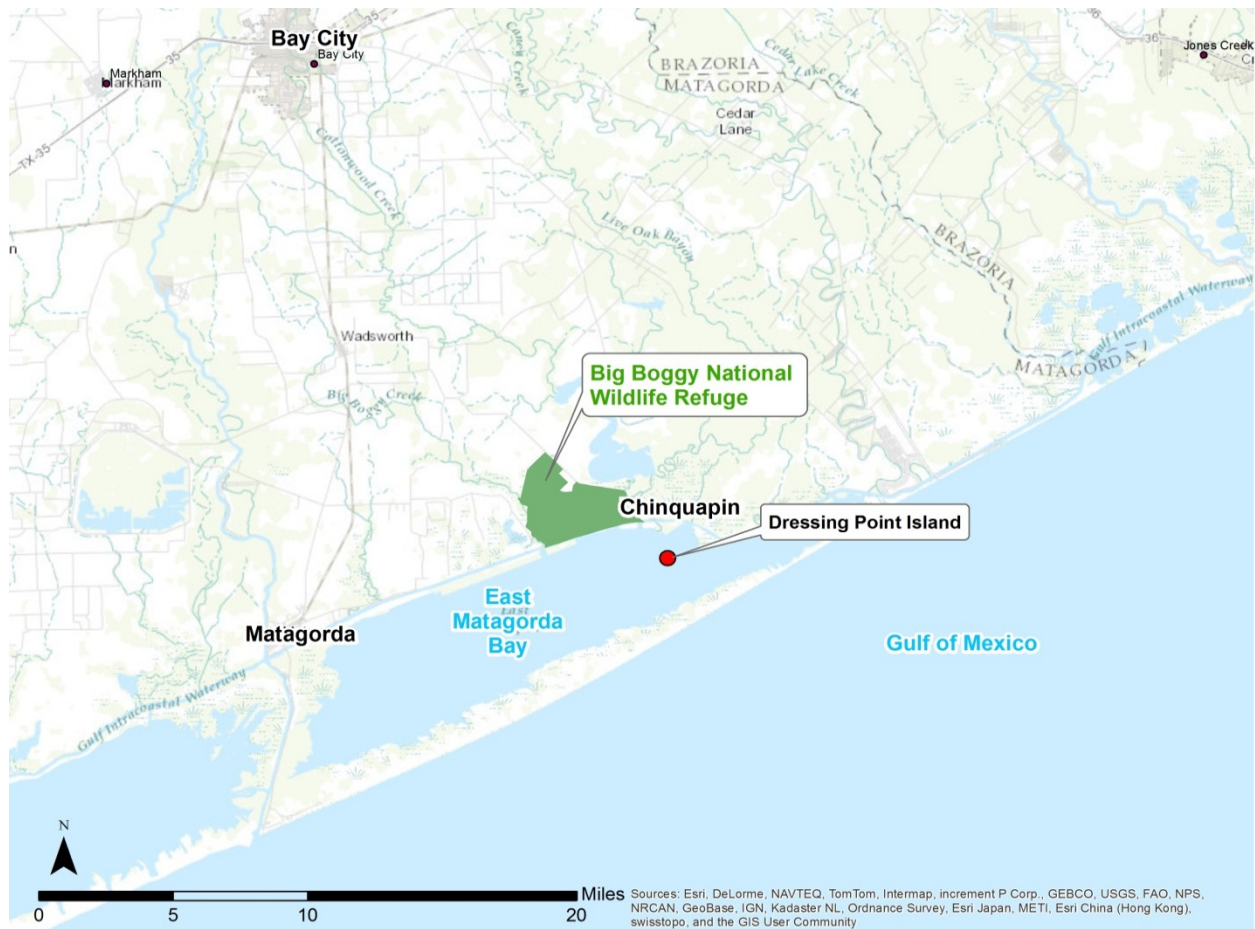 Bay City
Bay City
Markham
Markham
35
TX-35
Caney Creek
Cedar Lake Creek
BRAZORIA
MATAGORDA
Cedar
Lane
36
Jones Creek
Cottonwood Creek
Live Oak Bayou
BRAZORIA
MATAGORDA
Gulf Intracoastal Waterway
n
Wadsworth
Big Boggy Creek
Big Boggy National
Wildlife Refuge
Chinquapin
Dressing Point Island
East
Matagorda
Bay
East
Matagorda
Gulf of Mexico
Gulf Intracoastal Waterway
N
Miles
0 5 10 20
Sources: Esri, DeLorme, NAVTEQ, TomTom, Intermap, increment P Corp., GEBCO, USGS, FAO, NPS,
NRCAN, GeoBase, IGN, Kadaster NL, Ordnance Survey, Esri Japan, METI, Esri China (Hong Kong),
swisstopo, and the GIS User Community